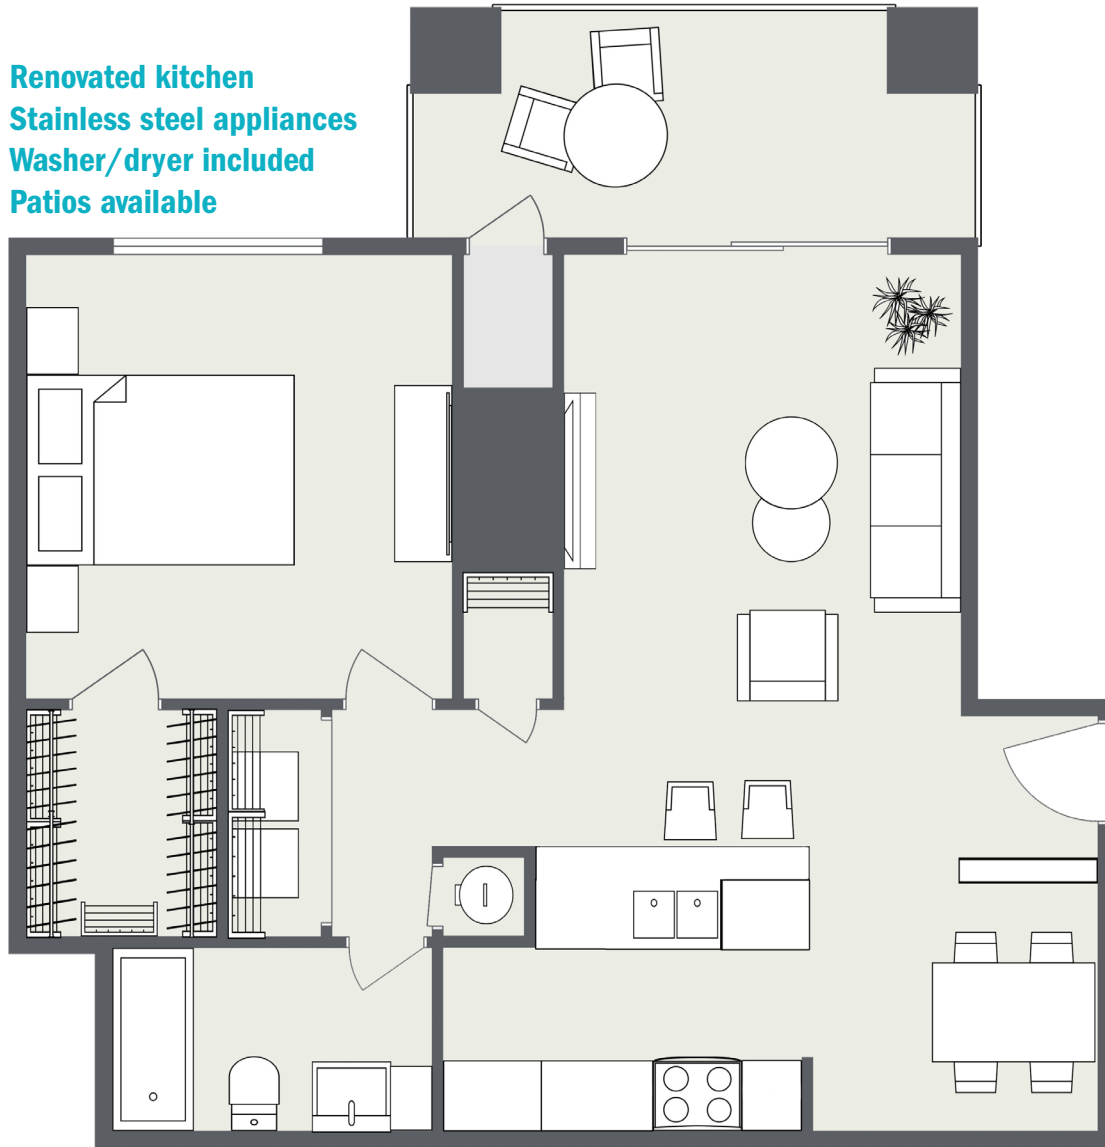 Renovated kitchen
Stainless steel appliances
Washer/dryer included
Patios available